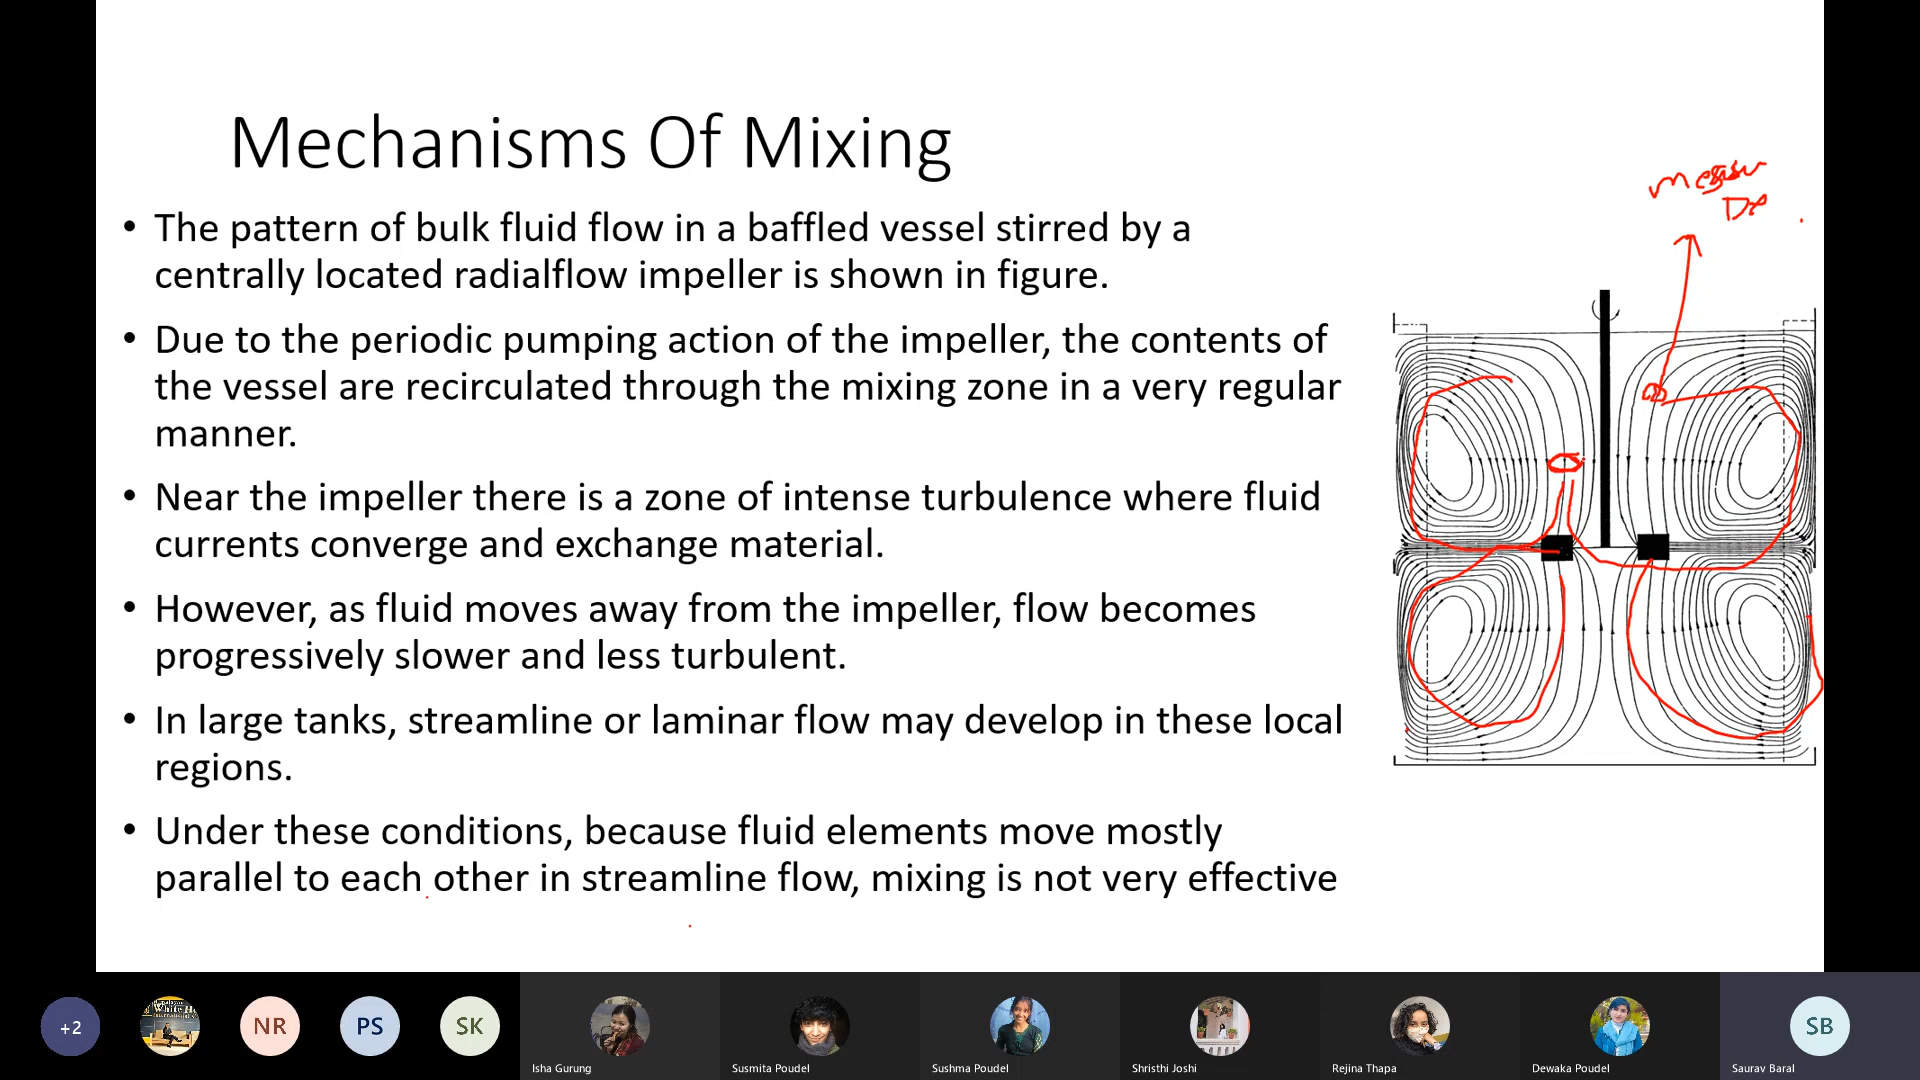 Mechanisms Of Mixing
• The pattern of bulk fluid flow in a baffled vessel stirred by a
centrally located radialflow impeller is shown in figure.
• Due to the periodic pumping action of the impeller, the contents of
the vessel are recirculated through the mixing zone in a very regular
manner.
• Near the impeller there is a zone of intense turbulence where fluid
currents converge and exchange material.
• However, as fluid moves away from the impeller, flow becomes
progressively slower and less turbulent.
• In large tanks, streamline or laminar flow may develop in these local
regions.
• Under these conditions, because fluid elements move mostly
parallel to each other in streamline flow, mixing is not very effective
+2
NR
PS
SK
SB
Isha Gurung
Susmita Poudel
Sushma Poudel
Shristhi Joshi
Rejina Thapa
Dewaka Poudel
Saurav Baral